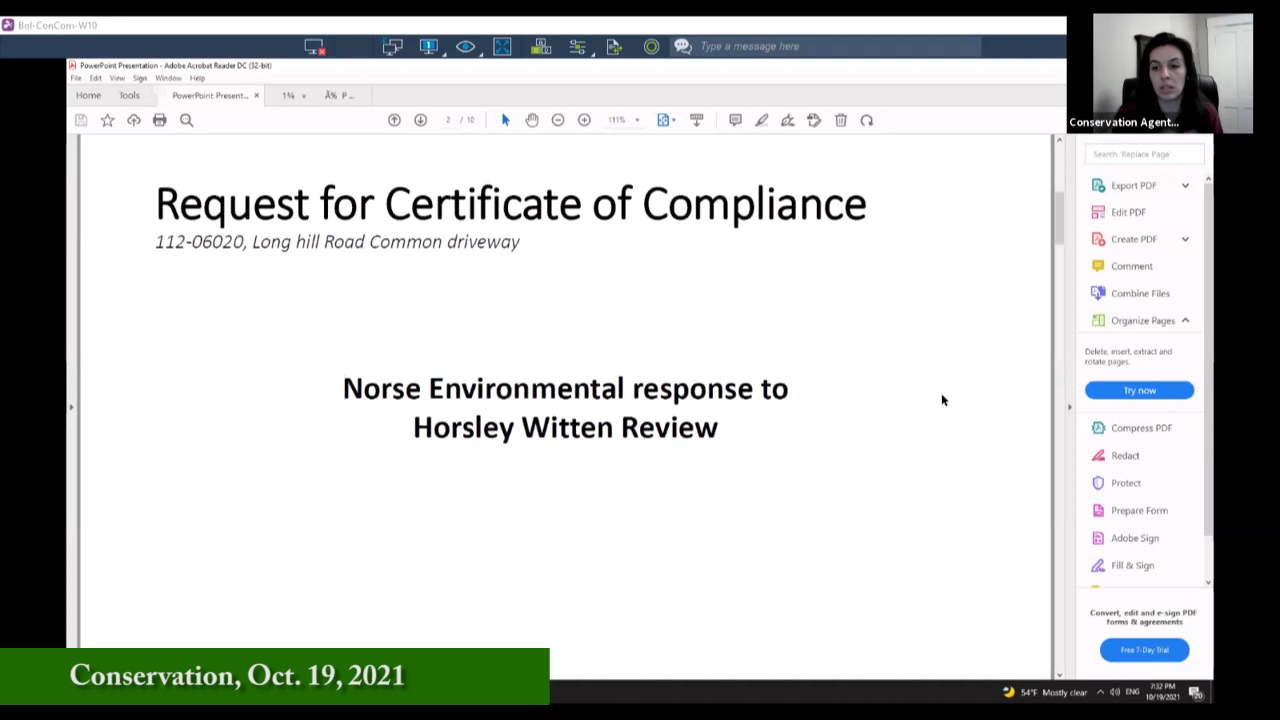 Bol-ConCom-W10
Type a message here
PowerPoint Presentation - Adobe Acrobat Reader DC (32-bit)
File Edit View Sign Window Help
Home Tools PowerPoint Present... × 
2 / 10 111%
Conservation Agent...
Request for Certificate of Compliance
112-06020, Long hill Road Common driveway
Norse Environmental response to
Horsley Witten Review
Search 'Replace Page'
Export PDF
Edit PDF
Create PDF
Comment
Combine Files
Organize Pages
Delete, insert, extract and
rotate pages.
Try now
Compress PDF
Redact
Protect
Prepare Form
Adobe Sign
Fill & Sign
Convert, edit and e-sign PDF
forms & agreements
Free 7-Day Trial
Conservation, Oct. 19, 2021
54°F Mostly clear ENG 7:32 PM
10/19/2021